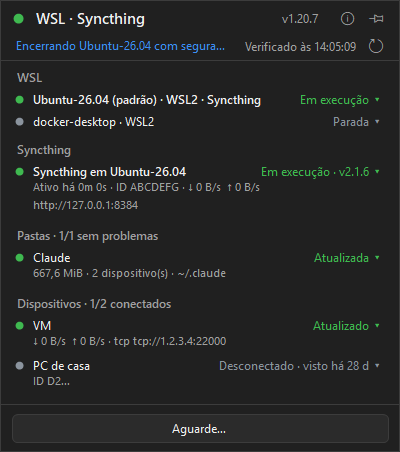 WSL · Syncthing
v1.20.7
Encerrando Ubuntu-26.04 com segura...
Verificado às 14:05:09
WSL
Ubuntu-26.04 (padrão) · WSL2 · Syncthing
Em execução
docker-desktop · WSL2
Parada
Syncthing
Syncthing em Ubuntu-26.04
Em execução · v2.1.6
Ativo há 0m 0s · ID ABCDEFG · ↓ 0 B/s ↑ 0 B/s
http://127.0.0.1:8384
Pastas · 1/1 sem problemas
Claude
Atualizada
667,6 MiB · 2 dispositivo(s) · ~/.claude
Dispositivos · 1/2 conectados
VM
Atualizado
↓ 0 B/s ↑ 0 B/s · tcp tcp://1.2.3.4:22000
PC de casa
Desconectado · visto há 28 d
ID D2...
Aguarde...